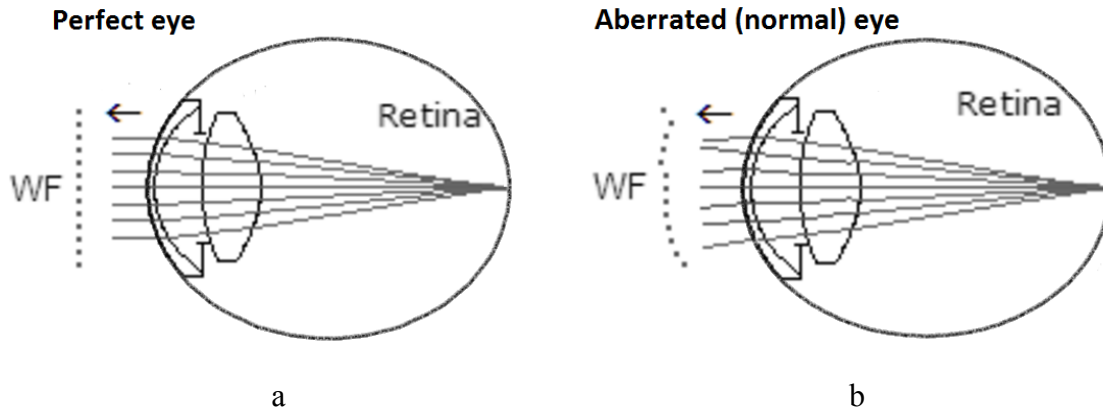 Perfect eye
Aberrated (normal) eye
Retina
Retina
WF
WF
a
b